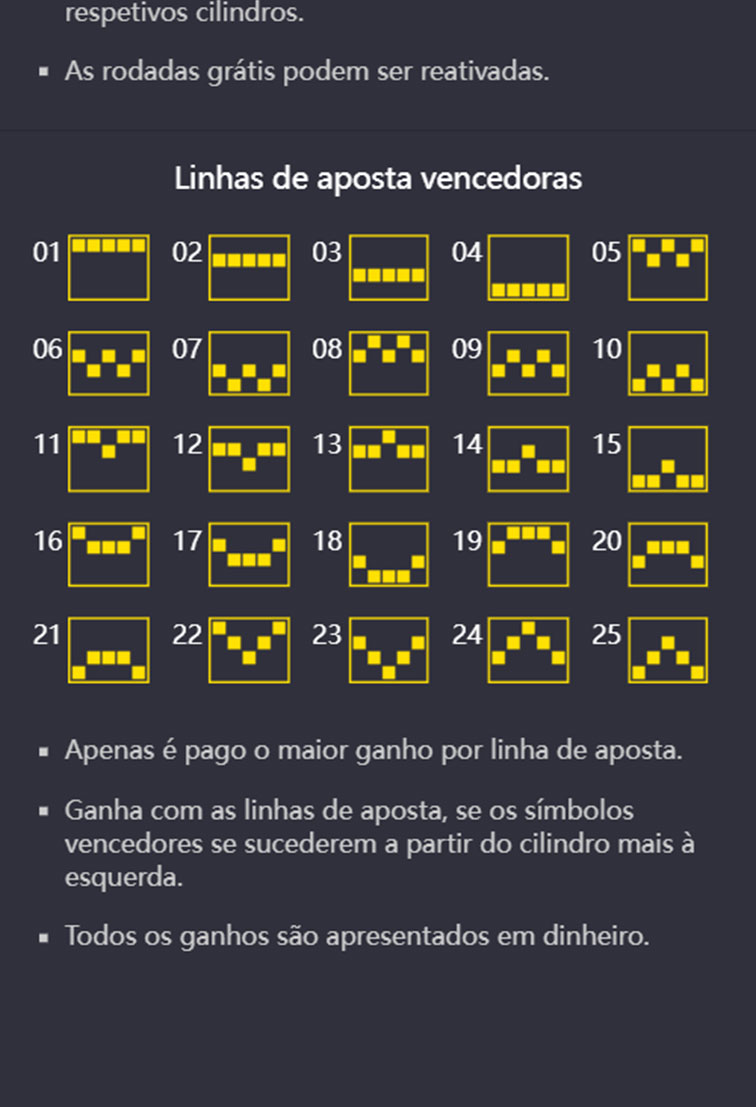 respetivos cilindros.
▪ As rodadas grátis podem ser reativadas.
Linhas de aposta vencedoras
01 02 03 04 05
06 07 08 09 10
11 12 13 14 15
16 17 18 19 20
21 22 23 24 25
▪ Apenas é pago o maior ganho por linha de aposta.
▪ Ganha com as linhas de aposta, se os símbolos
vencedores se sucederem a partir do cilindro mais à
esquerda.
▪ Todos os ganhos são apresentados em dinheiro.